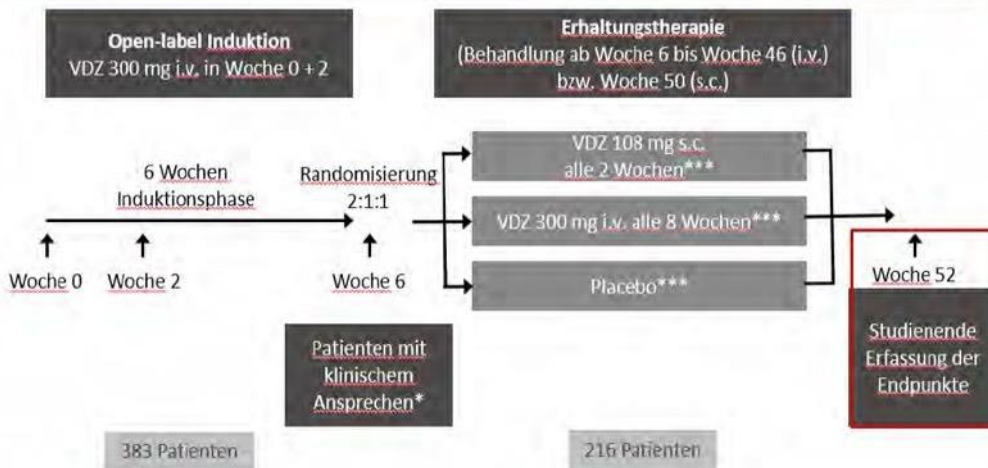 Open-label Induktion
VDZ 300 mg i.v. in Woche 0 + 2
Erhaltungstherapie
(Behandlung ab Woche 6 bis Woche 46 (i.v.)
bzw. Woche 50 (s.c.)
6 Wochen
Induktionsphase
Randomisierung
2:1:1
VDZ 108 mg s.c.
alle 2 Wochen***
VDZ 300 mg i.v. alle 8 Wochen***
Placebo***
Woche 0
Woche 2
Woche 6
Woche 52
Patienten mit
klinischem
Ansprechen*
Studienende
Erfassung der
Endpunkte
383 Patienten
216 Patienten